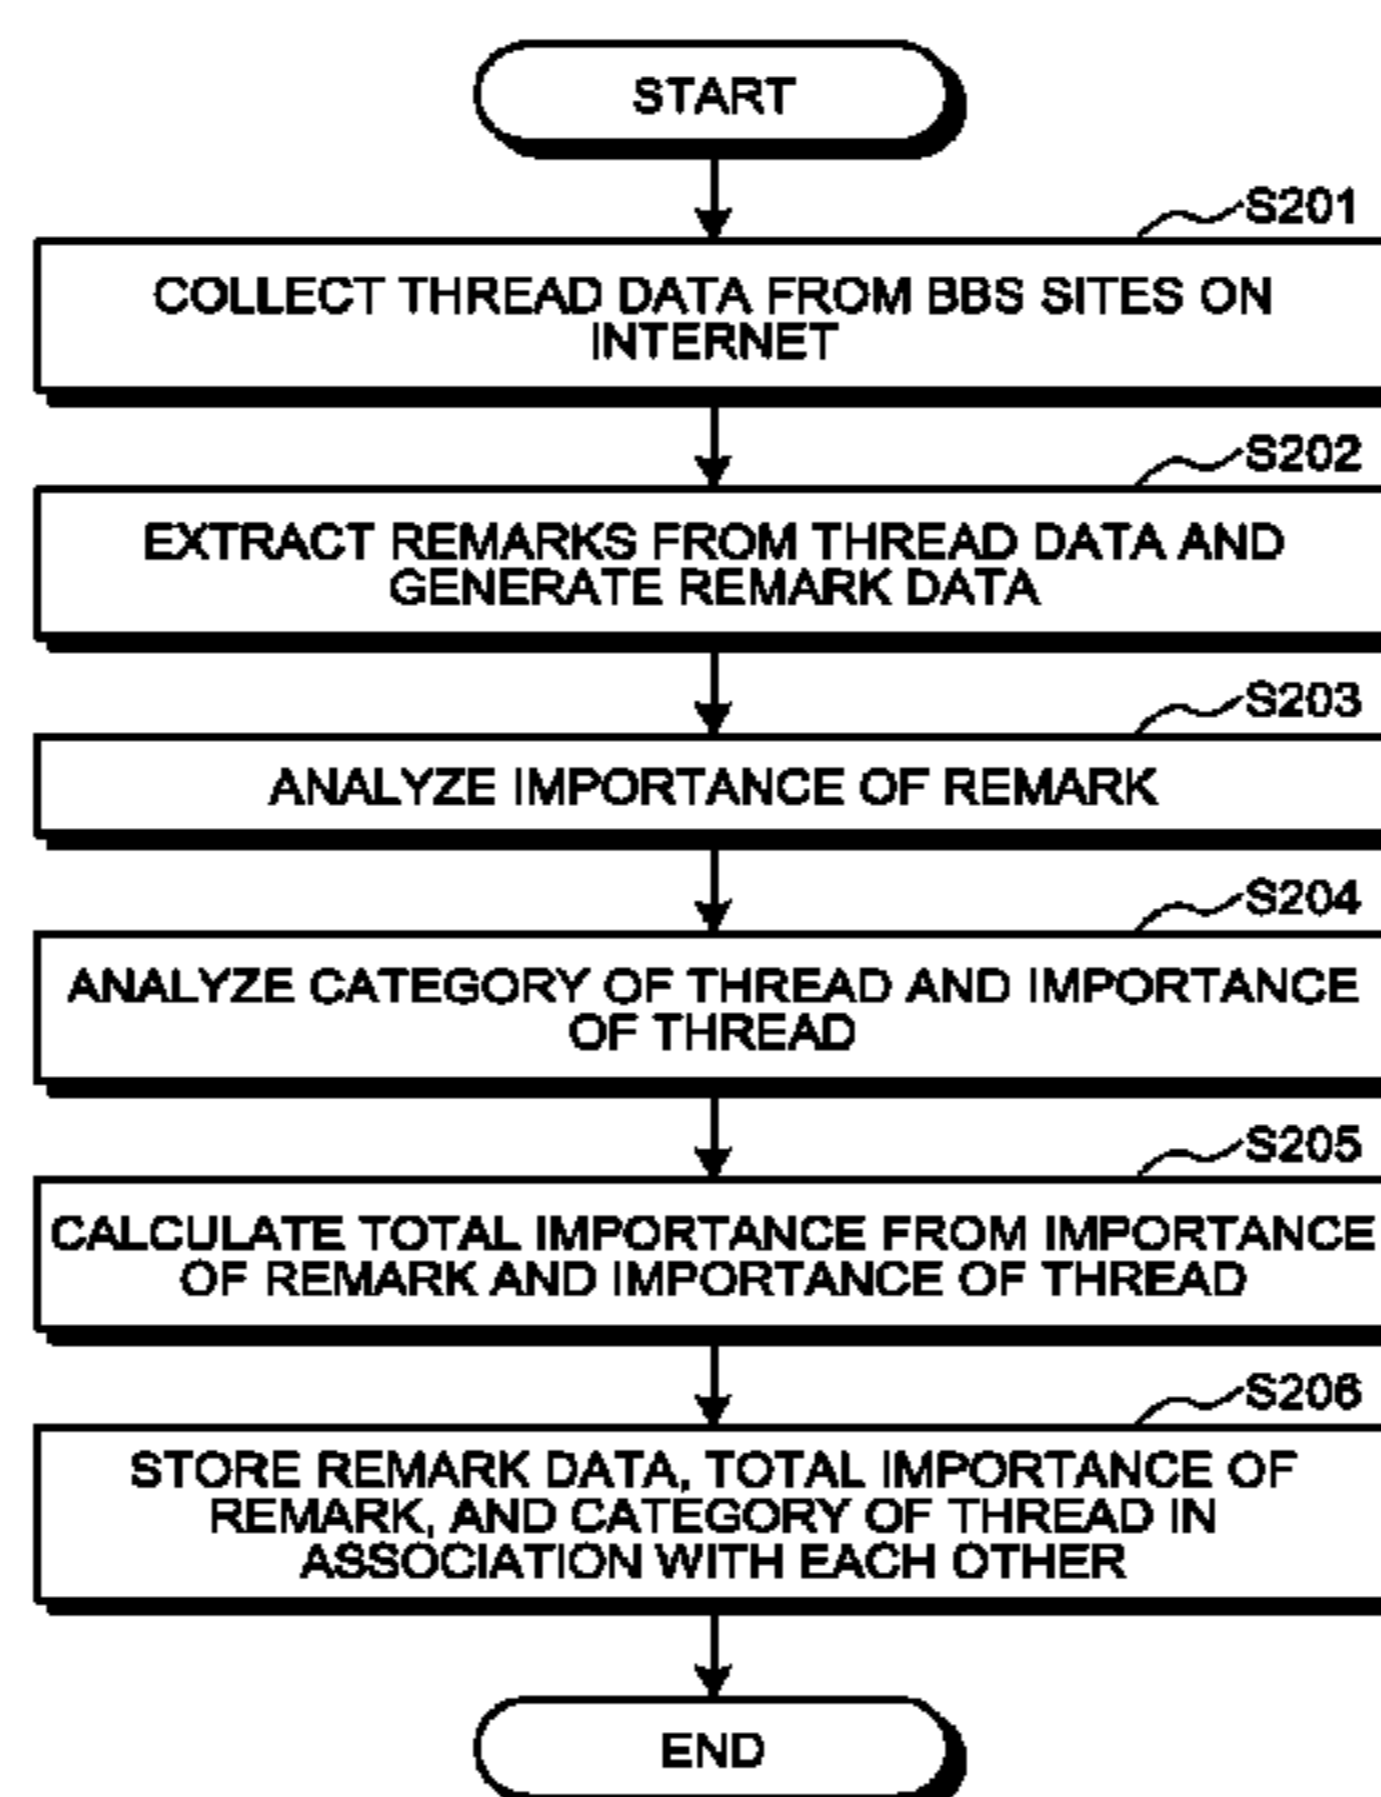 START
S201
COLLECT THREAD DATA FROM BBS SITES ON
INTERNET
S202
EXTRACT REMARKS FROM THREAD DATA AND
GENERATE REMARK DATA
S203
ANALYZE IMPORTANCE OF REMARK
S204
ANALYZE CATEGORY OF THREAD AND IMPORTANCE
OF THREAD
S205
CALCULATE TOTAL IMPORTANCE FROM IMPORTANCE
OF REMARK AND IMPORTANCE OF THREAD
S206
STORE REMARK DATA, TOTAL IMPORTANCE OF
REMARK, AND CATEGORY OF THREAD IN
ASSOCIATION WITH EACH OTHER
END